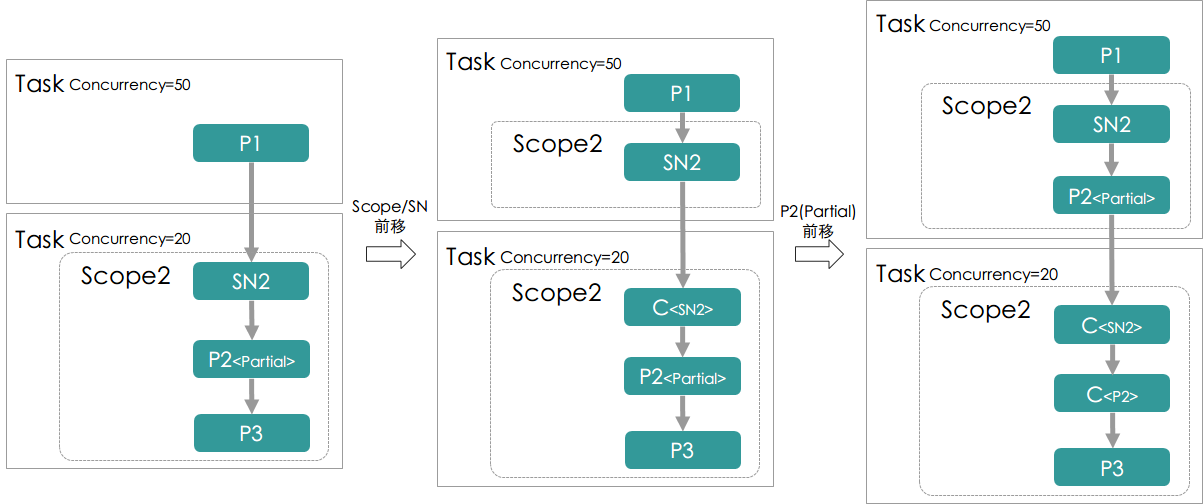 Task Concurrency=50
P1
Task Concurrency=20
Scope2
SN2
P2<Partial>
P3
Scope/SN
前移
Task Concurrency=50
P1
Scope2
SN2
Task Concurrency=20
Scope2
C<SN2>
P2<Partial>
P3
P2(Partial)
前移
Task Concurrency=50
P1
Scope2
SN2
P2<Partial>
Task Concurrency=20
Scope2
C<SN2>
C<P2>
P3